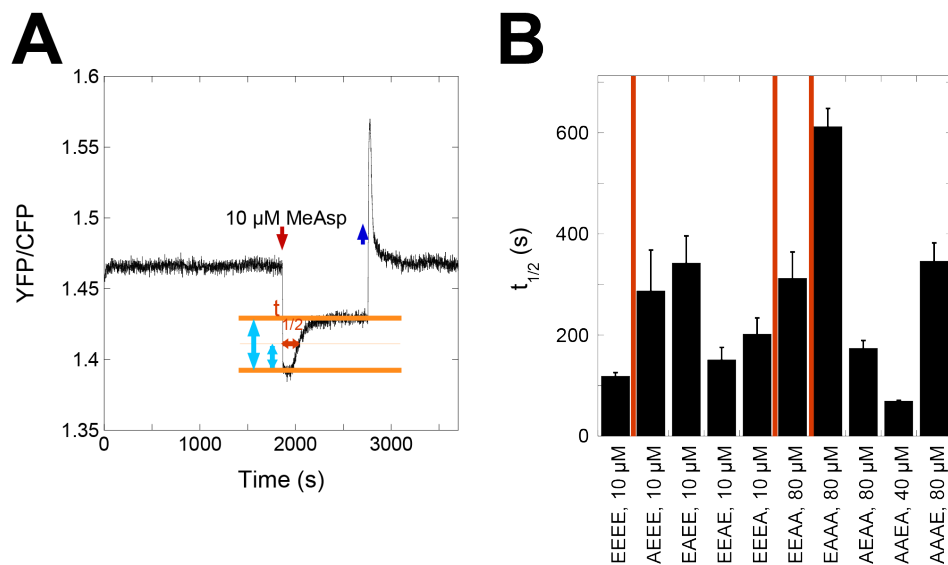 A
B
1.6
1.55
1.5
1.45
1.4
1.35
YFP/CFP
10 µM MeAsp
t1/2
0
1000
2000
3000
Time (s)
600
400
200
0
t1/2 (s)
EEEE, 10 µM
AEEE, 10 µM
EAEE, 10 µM
EEAE, 10 µM
EEEA, 10 µM
EEAA, 80 µM
EAAA, 80 µM
AEAA, 80 µM
AAEA, 40 µM
AAAE, 80 µM